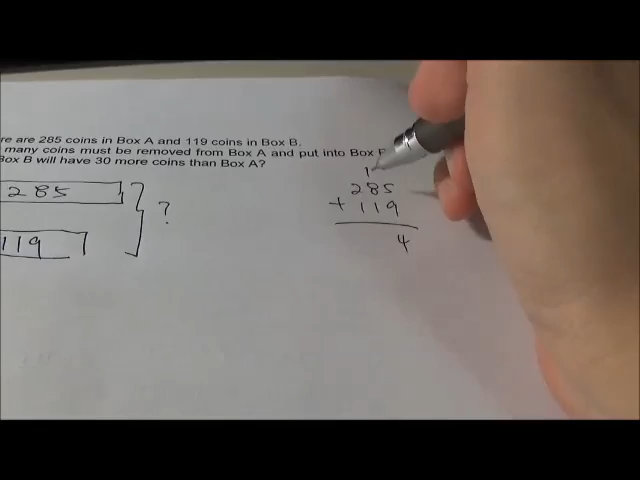 re are 285 coins in Box A and 119 coins in Box B.
many coins must be removed from Box A and put into Box
Box B will have 30 more coins than Box A?
285
?
119
1
285
+ 119
4